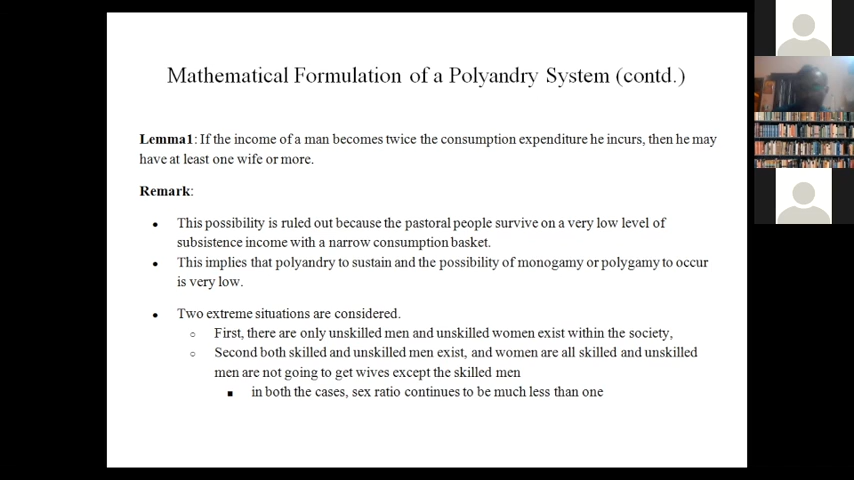 Mathematical Formulation of a Polyandry System (contd.)
Lemma1: If the income of a man becomes twice the consumption expenditure he incurs, then he may
have at least one wife or more.
Remark:
• This possibility is ruled out because the pastoral people survive on a very low level of
subsistence income with a narrow consumption basket.
• This implies that polyandry to sustain and the possibility of monogamy or polygamy to occur
is very low.
• Two extreme situations are considered.
○ First, there are only unskilled men and unskilled women exist within the society,
○ Second both skilled and unskilled men exist, and women are all skilled and unskilled
men are not going to get wives except the skilled men
■ in both the cases, sex ratio continues to be much less than one